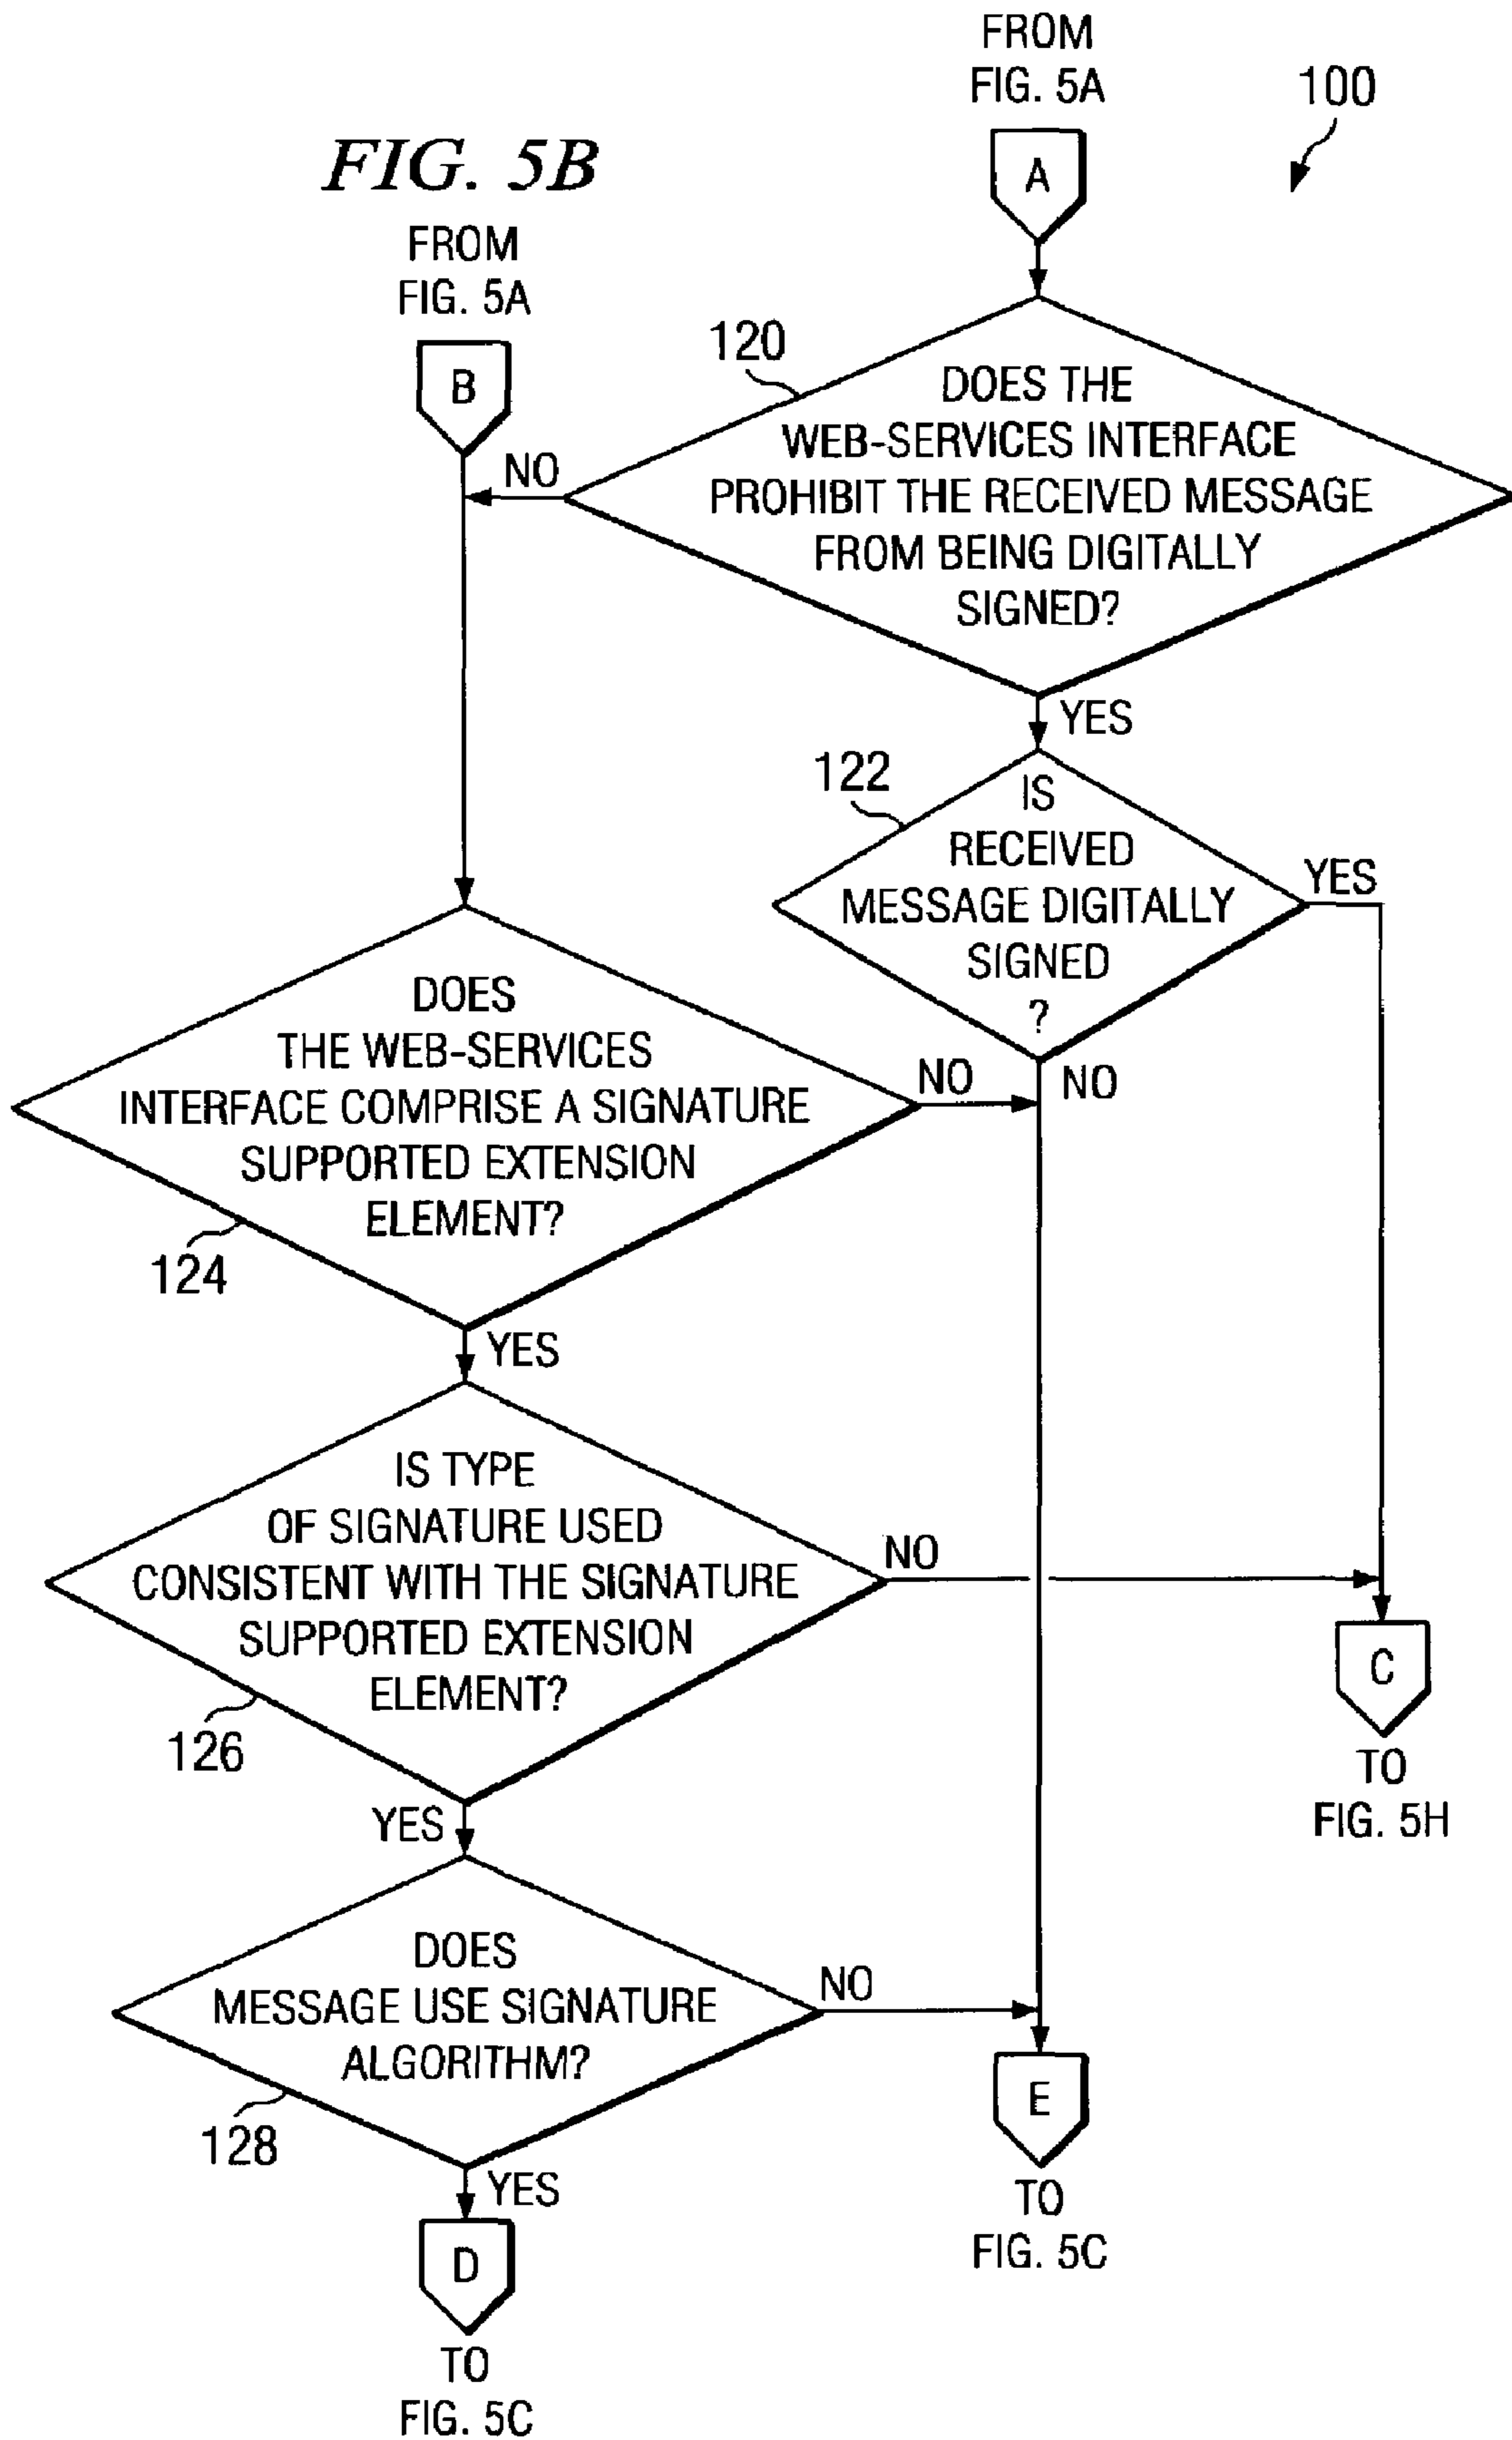 FROM
FIG. 5A
100
FIG. 5B
A
FROM
FIG. 5A
B
120
DOES THE
WEB-SERVICES INTERFACE
PROHIBIT THE RECEIVED MESSAGE
FROM BEING DIGITALLY
SIGNED?
NO
YES
122
IS
RECEIVED
MESSAGE DIGITALLY
SIGNED
?
YES
NO
DOES
THE WEB-SERVICES
INTERFACE COMPRISE A SIGNATURE
SUPPORTED EXTENSION
ELEMENT?
NO
124
YES
IS TYPE
OF SIGNATURE USED
CONSISTENT WITH THE SIGNATURE
SUPPORTED EXTENSION
ELEMENT?
NO
126
YES
C
TO
FIG. 5H
DOES
MESSAGE USE SIGNATURE
ALGORITHM?
NO
128
YES
E
TO
FIG. 5C
D
TO
FIG. 5C